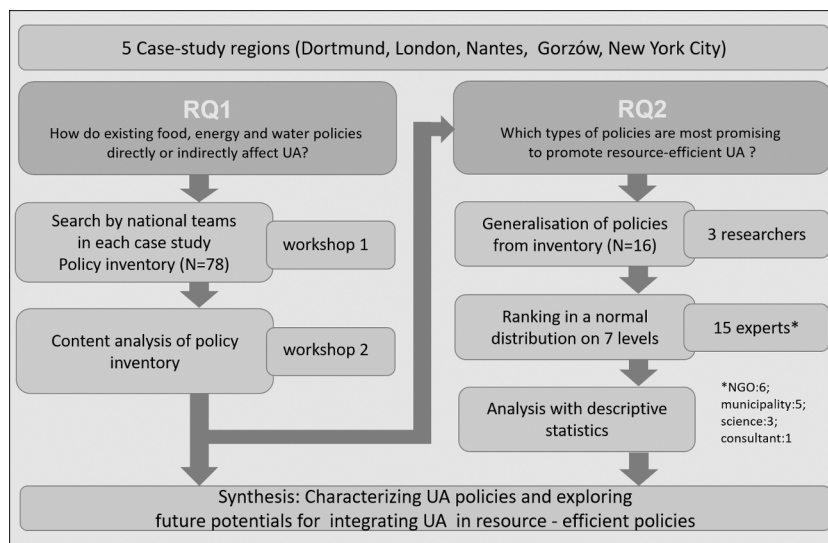 5 Case-study regions (Dortmund, London, Nantes, Gorzów, New York City)
RQ1
How do existing food, energy and water policies
directly or indirectly affect UA?
Search by national teams
in each case study
Policy inventory (N=78)
workshop 1
Content analysis of policy
inventory
workshop 2
RQ2
Which types of policies are most promising
to promote resource-efficient UA ?
Generalisation of policies
from inventory (N=16)
3 researchers
Ranking in a normal
distribution on 7 levels
15 experts*
Analysis with descriptive
statistics
*NGO:6;
municipality:5;
science:3;
consultant:1
Synthesis: Characterizing UA policies and exploring
future potentials for integrating UA in resource - efficient policies